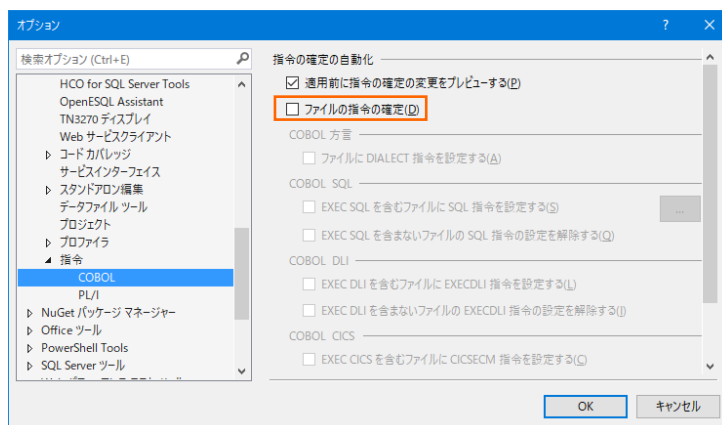 オプション
検索オプション (Ctrl+E)
HCO for SQL Server Tools
OpenESQL Assistant
TN3270 ディスプレイ
Web サービスクライアント
コード カバレッジ
サービスインターフェイス
スタンドアロン編集
データファイル ツール
プロジェクト
プロファイラ
指令
COBOL
PL/I
NuGet パッケージ マネージャー
Office ツール
PowerShell Tools
SQL Server ツール
指令の確定の自動化
適用前に指令の確定の変更をプレビューする(P)
ファイルの指令の確定(D)
COBOL 方言
ファイルに DIALECT 指令を設定する(A)
COBOL SQL
EXEC SQL を含むファイルに SQL 指令を設定する(S)
...
EXEC SQL を含まないファイルの SQL 指令の設定を解除する(Q)
COBOL DLI
EXEC DLI を含むファイルに EXECDLI 指令を設定する(L)
EXEC DLI を含まないファイルの EXECDLI 指令の設定を解除する(I)
COBOL CICS
EXEC CICS を含むファイルに CICSECM 指令を設定する(C)
OK
キャンセル